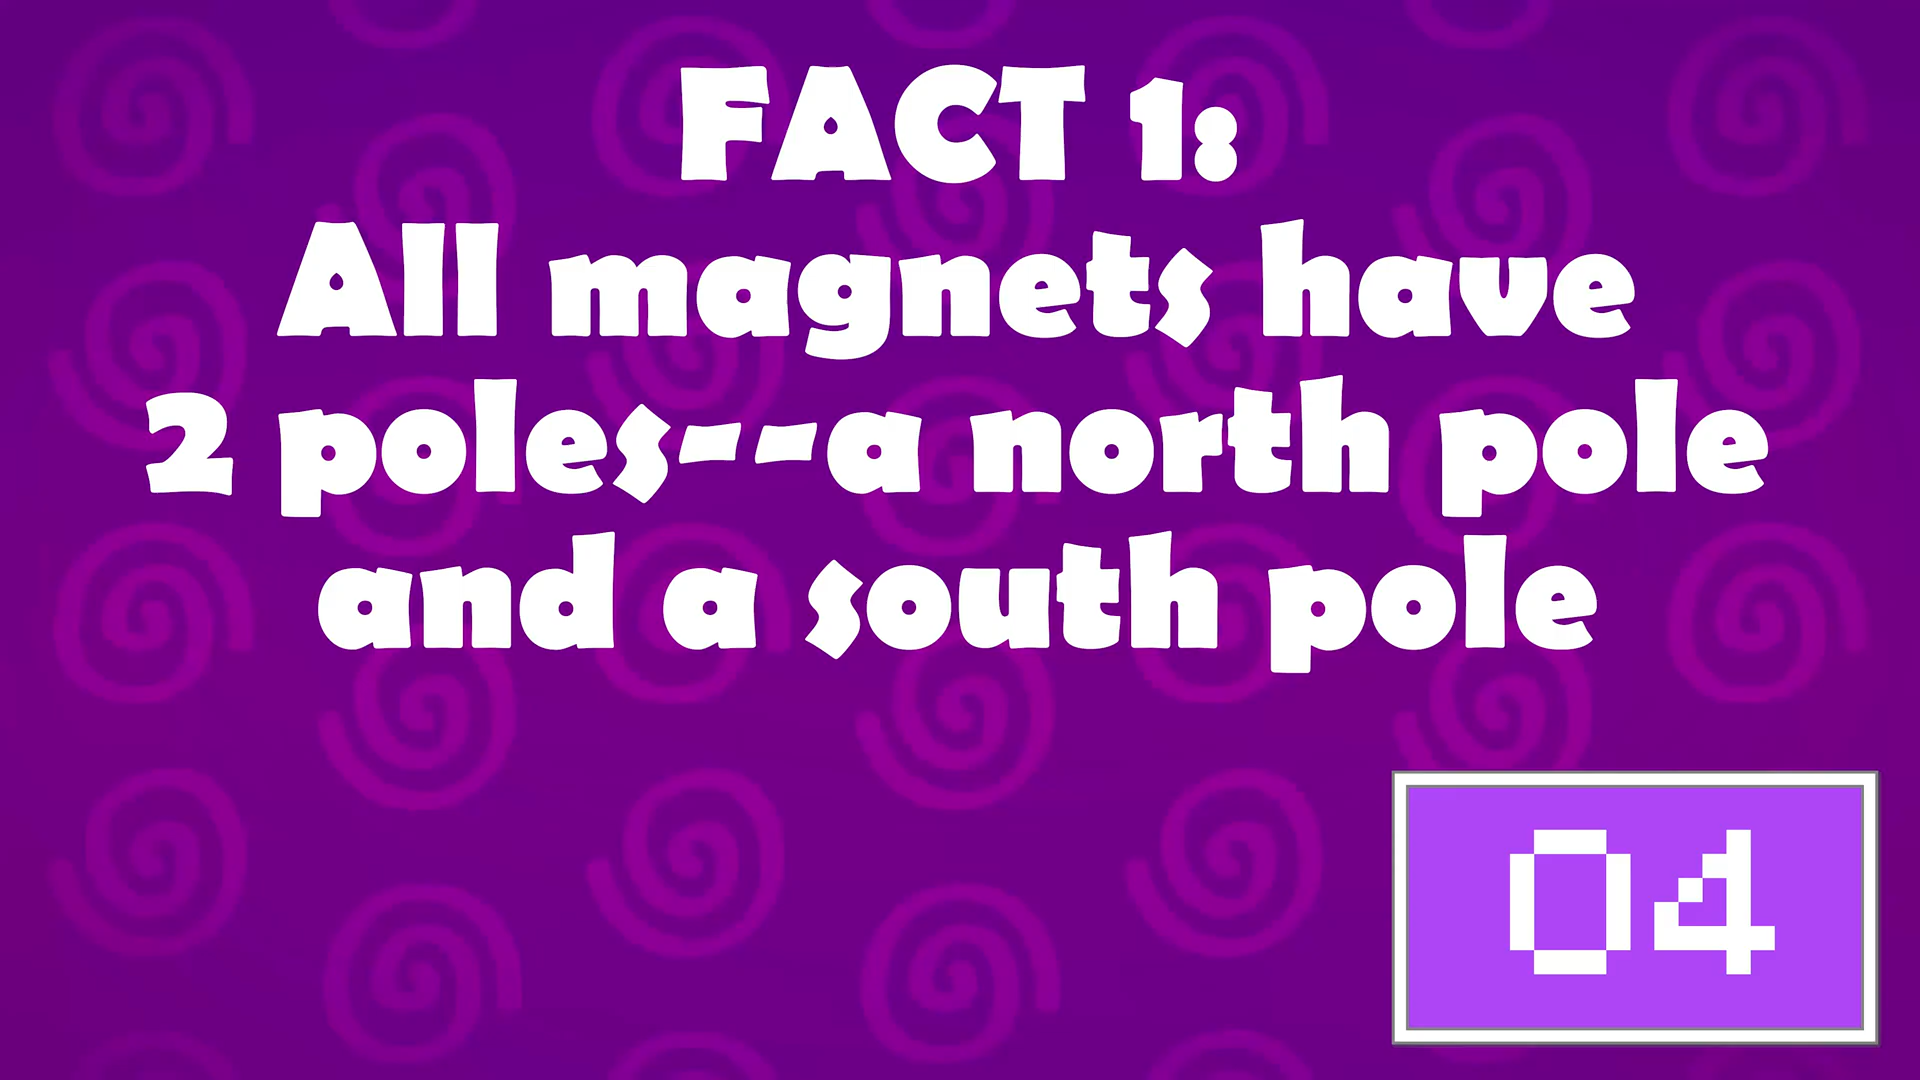 FACT 1:
All magnets have
2 poles--a north pole
and a south pole
04